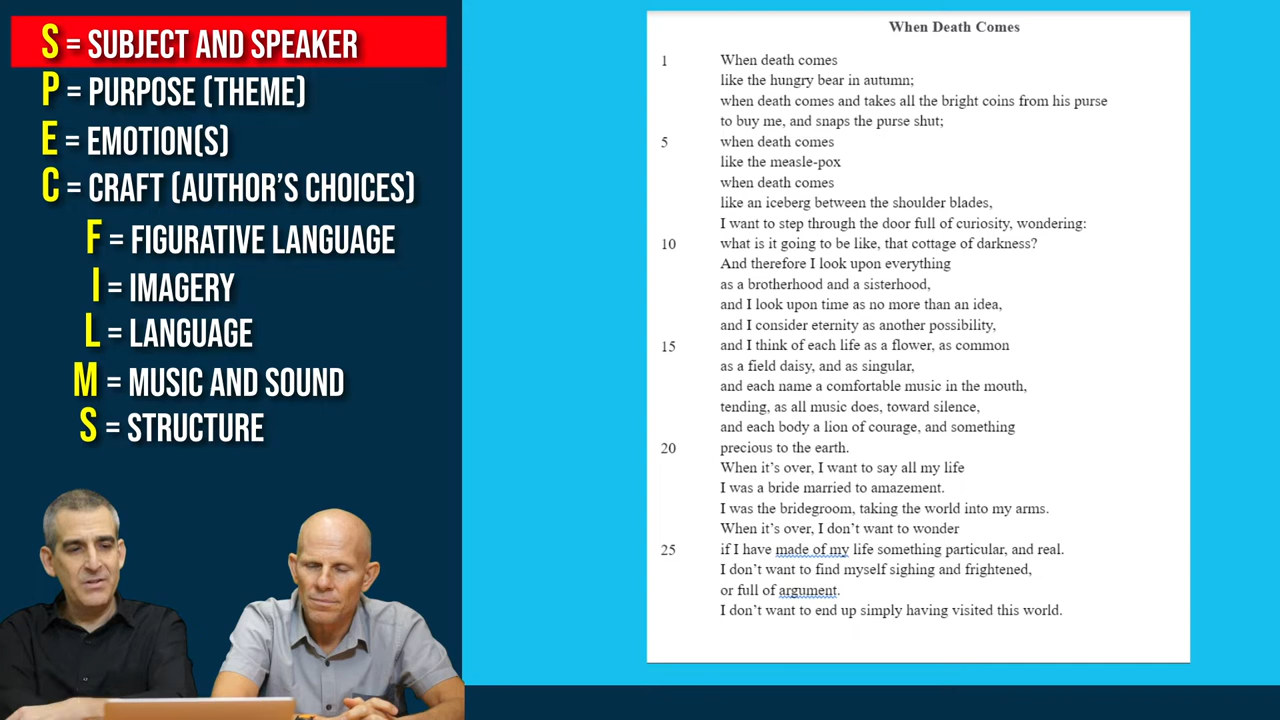 S = SUBJECT AND SPEAKER
P = PURPOSE (THEME)
E = EMOTION(S)
C = CRAFT (AUTHOR'S CHOICES)
F = FIGURATIVE LANGUAGE
I = IMAGERY
L = LANGUAGE
M = MUSIC AND SOUND
S = STRUCTURE
When Death Comes
1 When death comes
like the hungry bear in autumn;
when death comes and takes all the bright coins from his purse
to buy me, and snaps the purse shut;
5 when death comes
like the measle-pox
when death comes
like an iceberg between the shoulder blades,
I want to step through the door full of curiosity, wondering:
10 what is it going to be like, that cottage of darkness?
And therefore I look upon everything
as a brotherhood and a sisterhood,
and I look upon time as no more than an idea,
and I consider eternity as another possibility,
15 and I think of each life as a flower, as common
as a field daisy, and as singular,
and each name a comfortable music in the mouth,
tending, as all music does, toward silence,
and each body a lion of courage, and something
20 precious to the earth.
When it's over, I want to say all my life
I was a bride married to amazement.
I was the bridegroom, taking the world into my arms.
When it's over, I don't want to wonder
25 if I have made of my life something particular, and real.
I don't want to find myself sighing and frightened,
or full of argument.
I don't want to end up simply having visited this world.